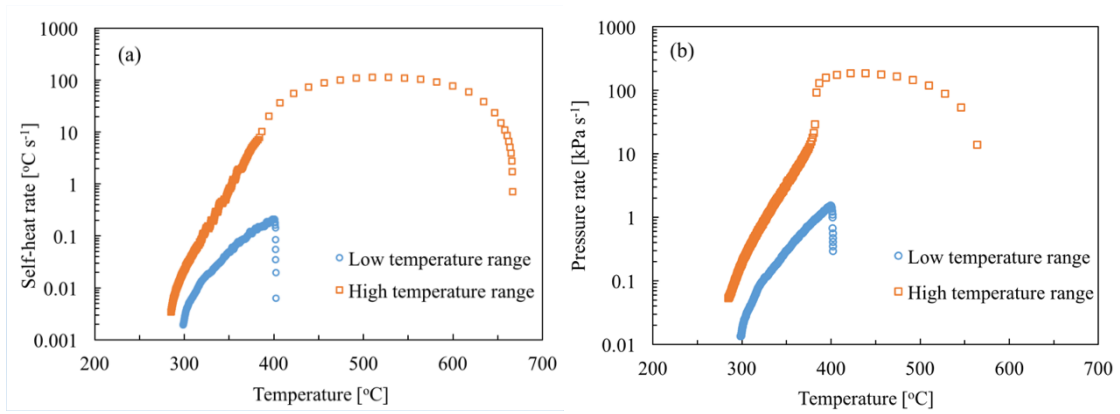 (a)
1000
100
10
1
0.1
0.01
0.001
Self-heat rate [°C s⁻¹]
200 300 400 500 600 700
Temperature [°C]
Low temperature range
High temperature range
(b)
1000
100
10
1
0.1
0.01
Pressure rate [kPa s⁻¹]
200 300 400 500 600 700
Temperature [°C]
Low temperature range
High temperature range